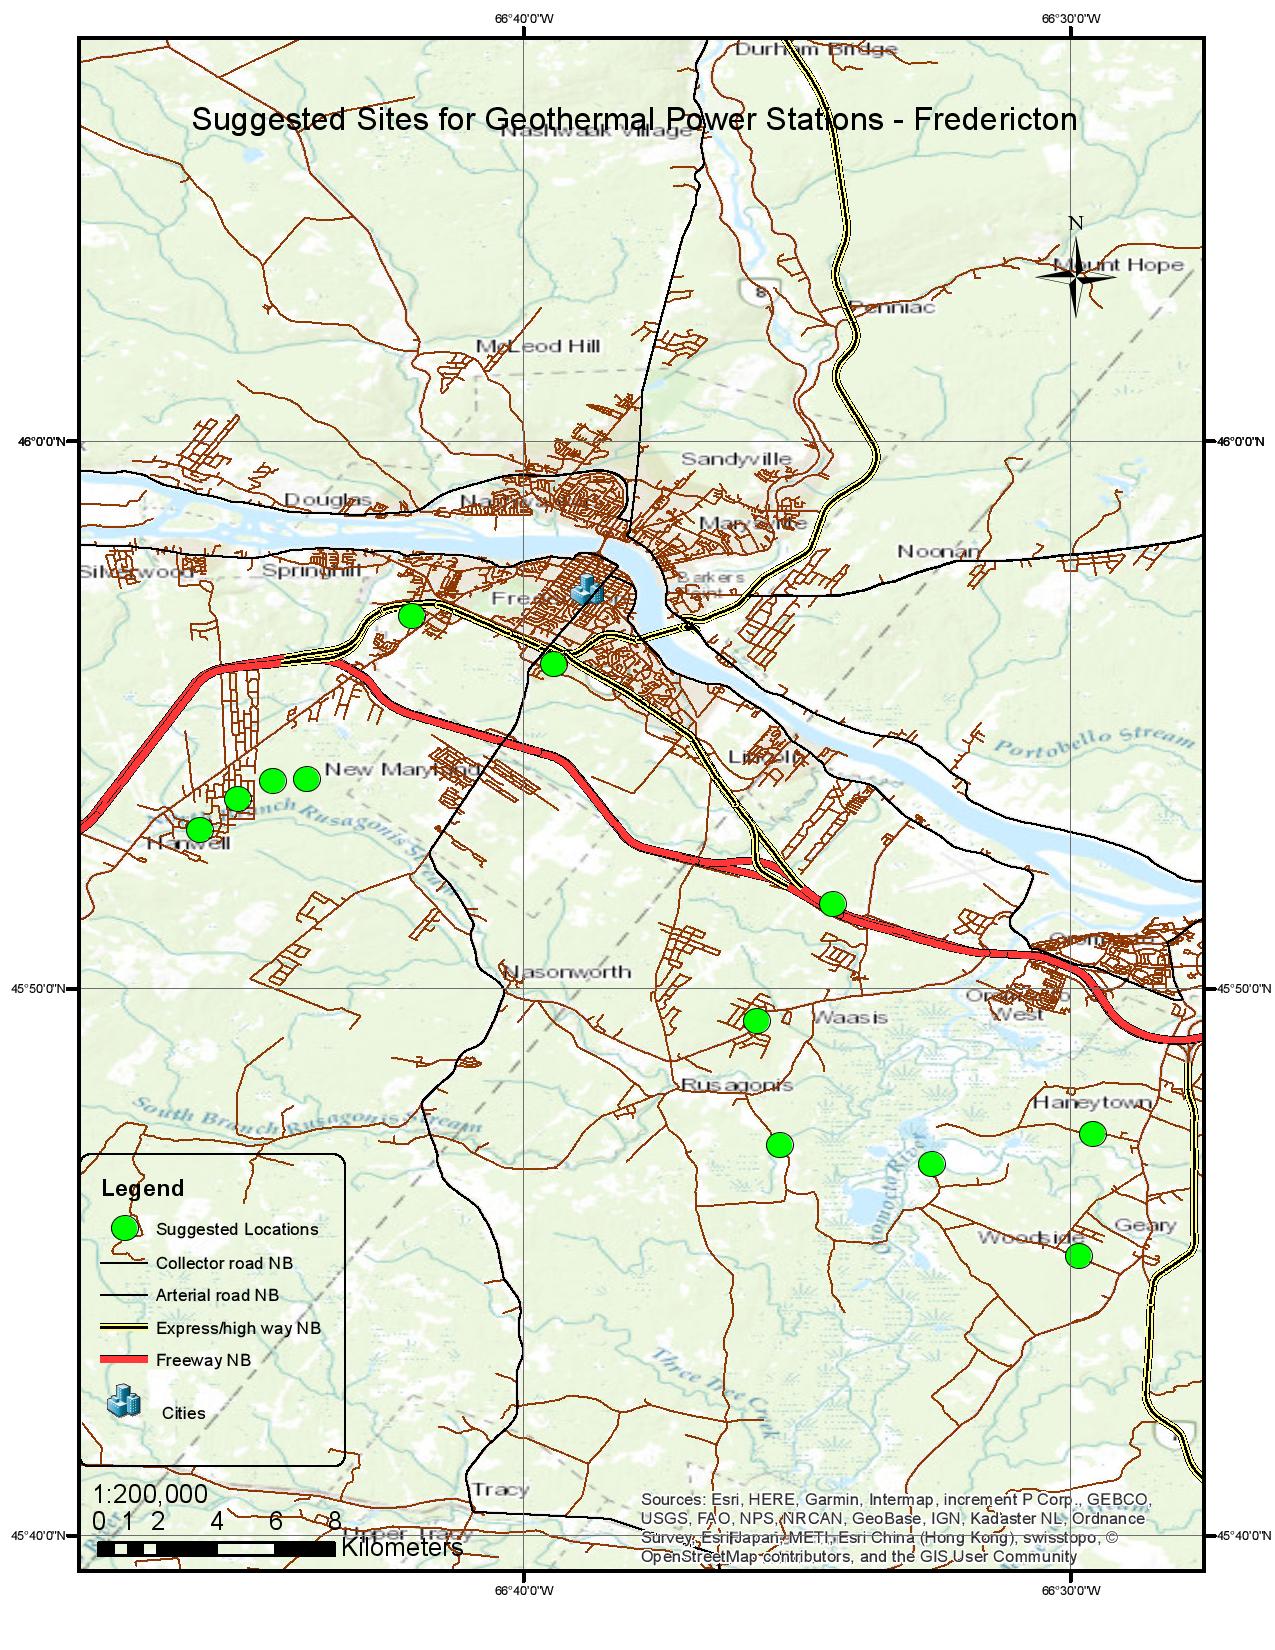 66°40'0"W
66°30'0"W
Durham Bridge
Suggested Sites for Geothermal Power Stations - Fredericton
Nashwaak Village
N
Mount Hope
8
Penniac
McLeod Hill
46°0'0"N
46°0'0"N
Sandyville
Douglas
Marysville
Noonan
Silverwood
Springhill
Barkers
Point
Portobello Stream
Lincoln
New Maryland
Branch Rusagonis Stream
Hanwell
Oromocto
Nasonworth
45°50'0"N
45°50'0"N
Oromocto
West
Waasis
Rusagonis
Haneytown
South Branch Rusagonis Stream
Oromocto River
Geary
Woodside
Legend
Suggested Locations
Collector road NB
Arterial road NB
Express/high way NB
Freeway NB
Cities
Three Tree Creek
1:200,000
0 1 2 4 6 8
Kilometers
Tracy
Upper Tracy
Sources: Esri, HERE, Garmin, Intermap, increment P Corp., GEBCO,
USGS, FAO, NPS, NRCAN, GeoBase, IGN, Kadaster NL, Ordnance
Survey, Esri Japan, METI, Esri China (Hong Kong), swisstopo, ©
OpenStreetMap contributors, and the GIS User Community
45°40'0"N
45°40'0"N
66°40'0"W
66°30'0"W